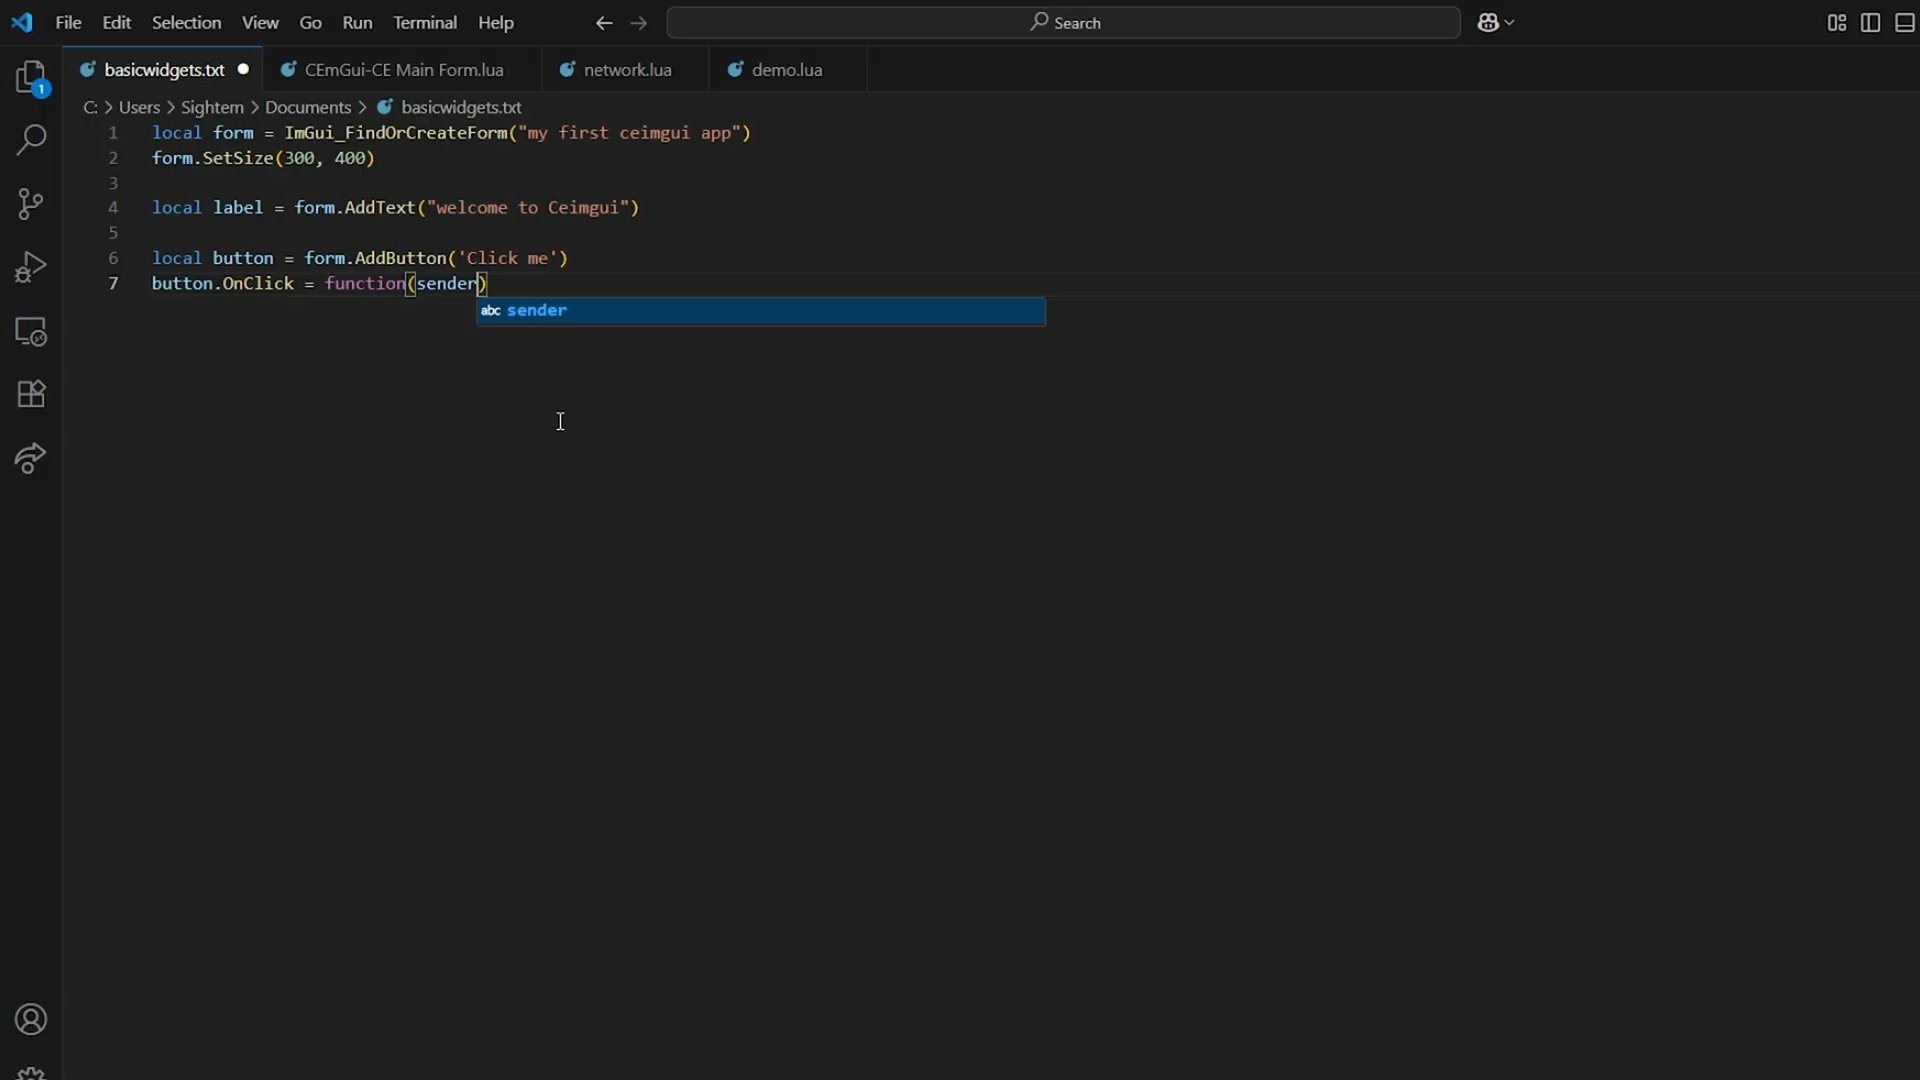 File Edit Selection View Go Run Terminal Help Search
basicwidgets.txt CEmGui-CE Main Form.lua network.lua demo.lua
1
C: > Users > Sightem > Documents > basicwidgets.txt
1 local form = ImGui_FindOrCreateForm("my first ceimgui app")
2 form.SetSize(300, 400)
3
4 local label = form.AddText("welcome to Ceimgui")
5
6 local button = form.AddButton('Click me')
7 button.OnClick = function(sender)
abc sender